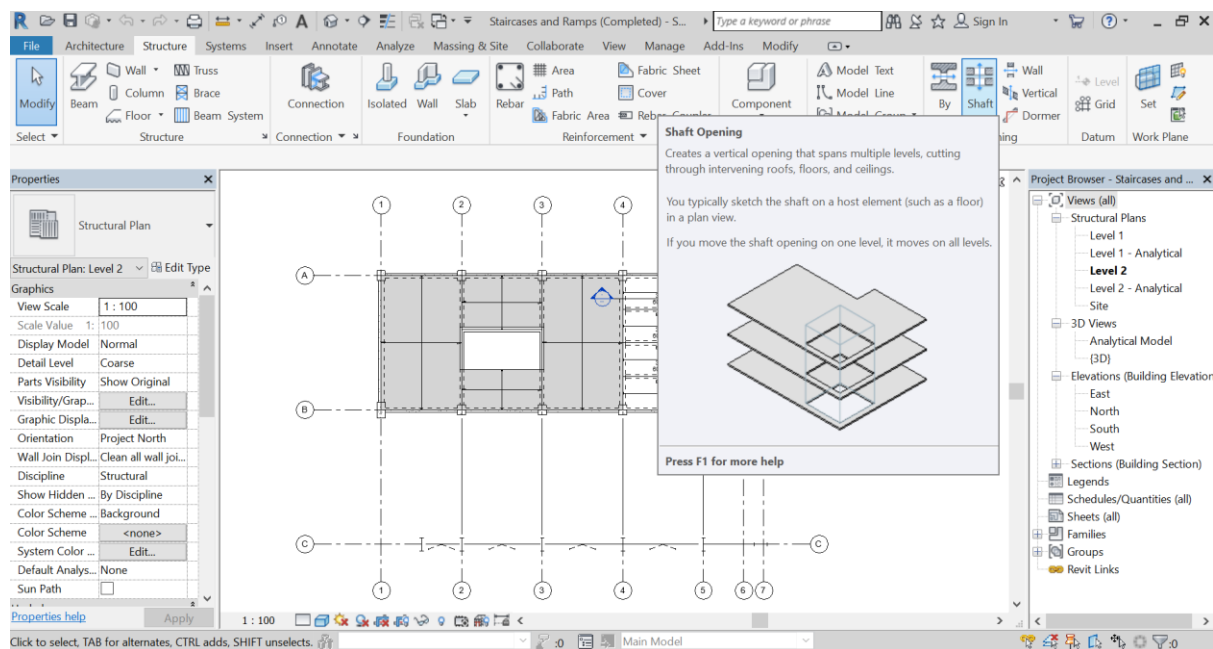 Staircases and Ramps (Completed) - S... Type a keyword or phrase Sign In
File Architecture Structure Systems Insert Annotate Analyze Massing & Site Collaborate View Manage Add-Ins Modify
Wall Truss Area Fabric Sheet Model Text Wall Level
Modify Beam Column Brace Connection Isolated Wall Slab Rebar Path Cover Component Model Line By Shaft Vertical Grid Set
Floor Beam System Fabric Area Rebar Coupler Model Group Dormer
Select Structure Connection Foundation Reinforcement Datum Work Plane
Shaft Opening
Creates a vertical opening that spans multiple levels, cutting
through intervening roofs, floors, and ceilings.
You typically sketch the shaft on a host element (such as a floor)
in a plan view.
If you move the shaft opening on one level, it moves on all levels.
Press F1 for more help
Properties
Structural Plan
Structural Plan: Level 2 Edit Type
Graphics
View Scale 1 : 100
Scale Value 1: 100
Display Model Normal
Detail Level Coarse
Parts Visibility Show Original
Visibility/Grap... Edit...
Graphic Displa... Edit...
Orientation Project North
Wall Join Displ... Clean all wall joi...
Discipline Structural
Show Hidden ... By Discipline
Color Scheme ... Background
Color Scheme <none>
System Color ... Edit...
Default Analys... None
Sun Path
Properties help Apply
1 2 3 4
A
B
C C
1 2 3 4 5 6 7
Project Browser - Staircases and ...
Views (all)
Structural Plans
Level 1
Level 1 - Analytical
Level 2
Level 2 - Analytical
Site
3D Views
Analytical Model
{3D}
Elevations (Building Elevation
East
North
South
West
Sections (Building Section)
Legends
Schedules/Quantities (all)
Sheets (all)
Families
Groups
Revit Links
1 : 100
Click to select, TAB for alternates, CTRL adds, SHIFT unselects. :0 Main Model :0